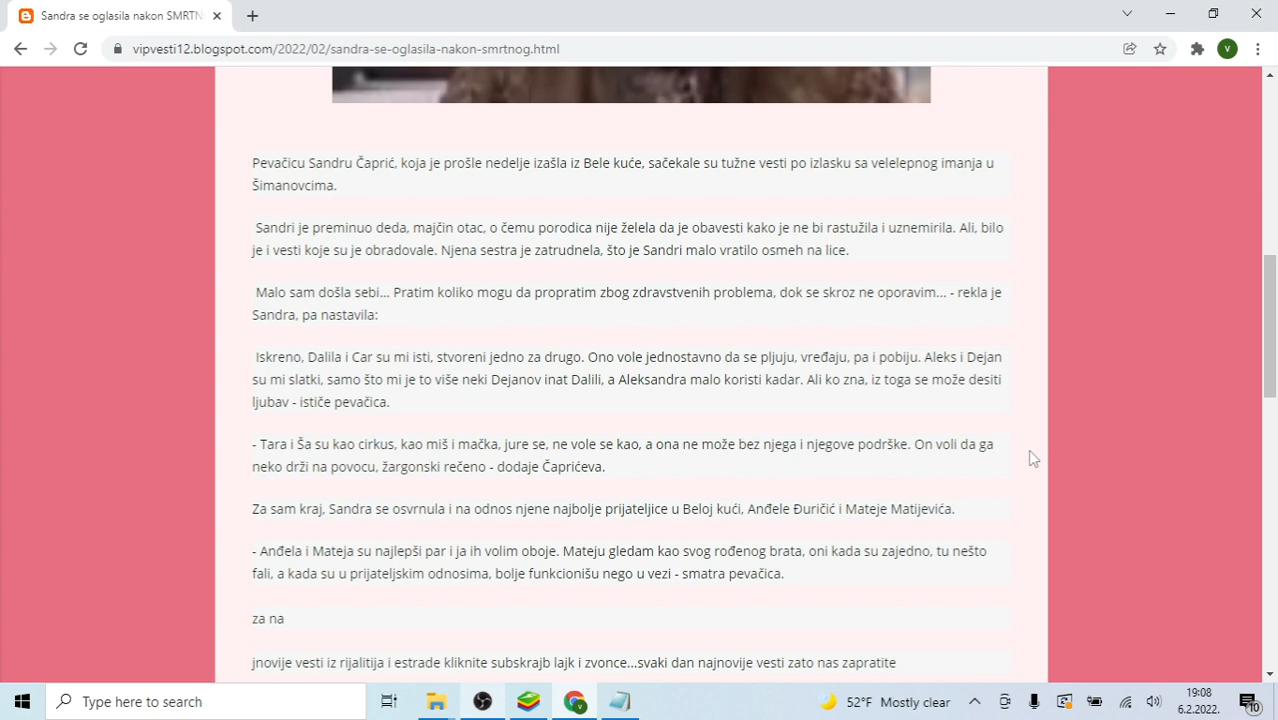 Sandra se oglasila nakon SMRTN
vipvesti12.blogspot.com/2022/02/sandra-se-oglasila-nakon-smrtnog.html
V
Pevačicu Sandru Čaprić, koja je prošle nedelje izašla iz Bele kuće, sačekale su tužne vesti po izlasku sa velelepnog imanja u
Šimanovcima.
Sandri je preminuo deda, majčin otac, o čemu porodica nije želela da je obavesti kako je ne bi rastužila i uznemirila. Ali, bilo
je i vesti koje su je obradovale. Njena sestra je zatrudnela, što je Sandri malo vratilo osmeh na lice.
Malo sam došla sebi... Pratim koliko mogu da propratim zbog zdravstvenih problema, dok se skroz ne oporavim... - rekla je
Sandra, pa nastavila:
Iskreno, Dalila i Car su mi isti, stvoreni jedno za drugo. Ono vole jednostavno da se pljuju, vređaju, pa i pobiju. Aleks i Dejan
su mi slatki, samo što mi je to više neki Dejanov inat Dalili, a Aleksandra malo koristi kadar. Ali ko zna, iz toga se može desiti
ljubav - ističe pevačica.
- Tara i Ša su kao cirkus, kao miš i mačka, jure se, ne vole se kao, a ona ne može bez njega i njegove podrške. On voli da ga
neko drži na povocu, žargonski rečeno - dodaje Čaprićeva.
Za sam kraj, Sandra se osvrnula i na odnos njene najbolje prijateljice u Beloj kući, Anđele Đuričić i Mateje Matijevića.
- Anđela i Mateja su najlepši par i ja ih volim oboje. Mateju gledam kao svog rođenog brata, oni kada su zajedno, tu nešto
fali, a kada su u prijateljskim odnosima, bolje funkcionišu nego u vezi - smatra pevačica.
za na
jnovije vesti iz rijalitija i estrade kliknite subskrajb lajk i zvonce...svaki dan najnovije vesti zato nas zapratite
Type here to search
52°F Mostly clear
19:08
6.2.2022.
10